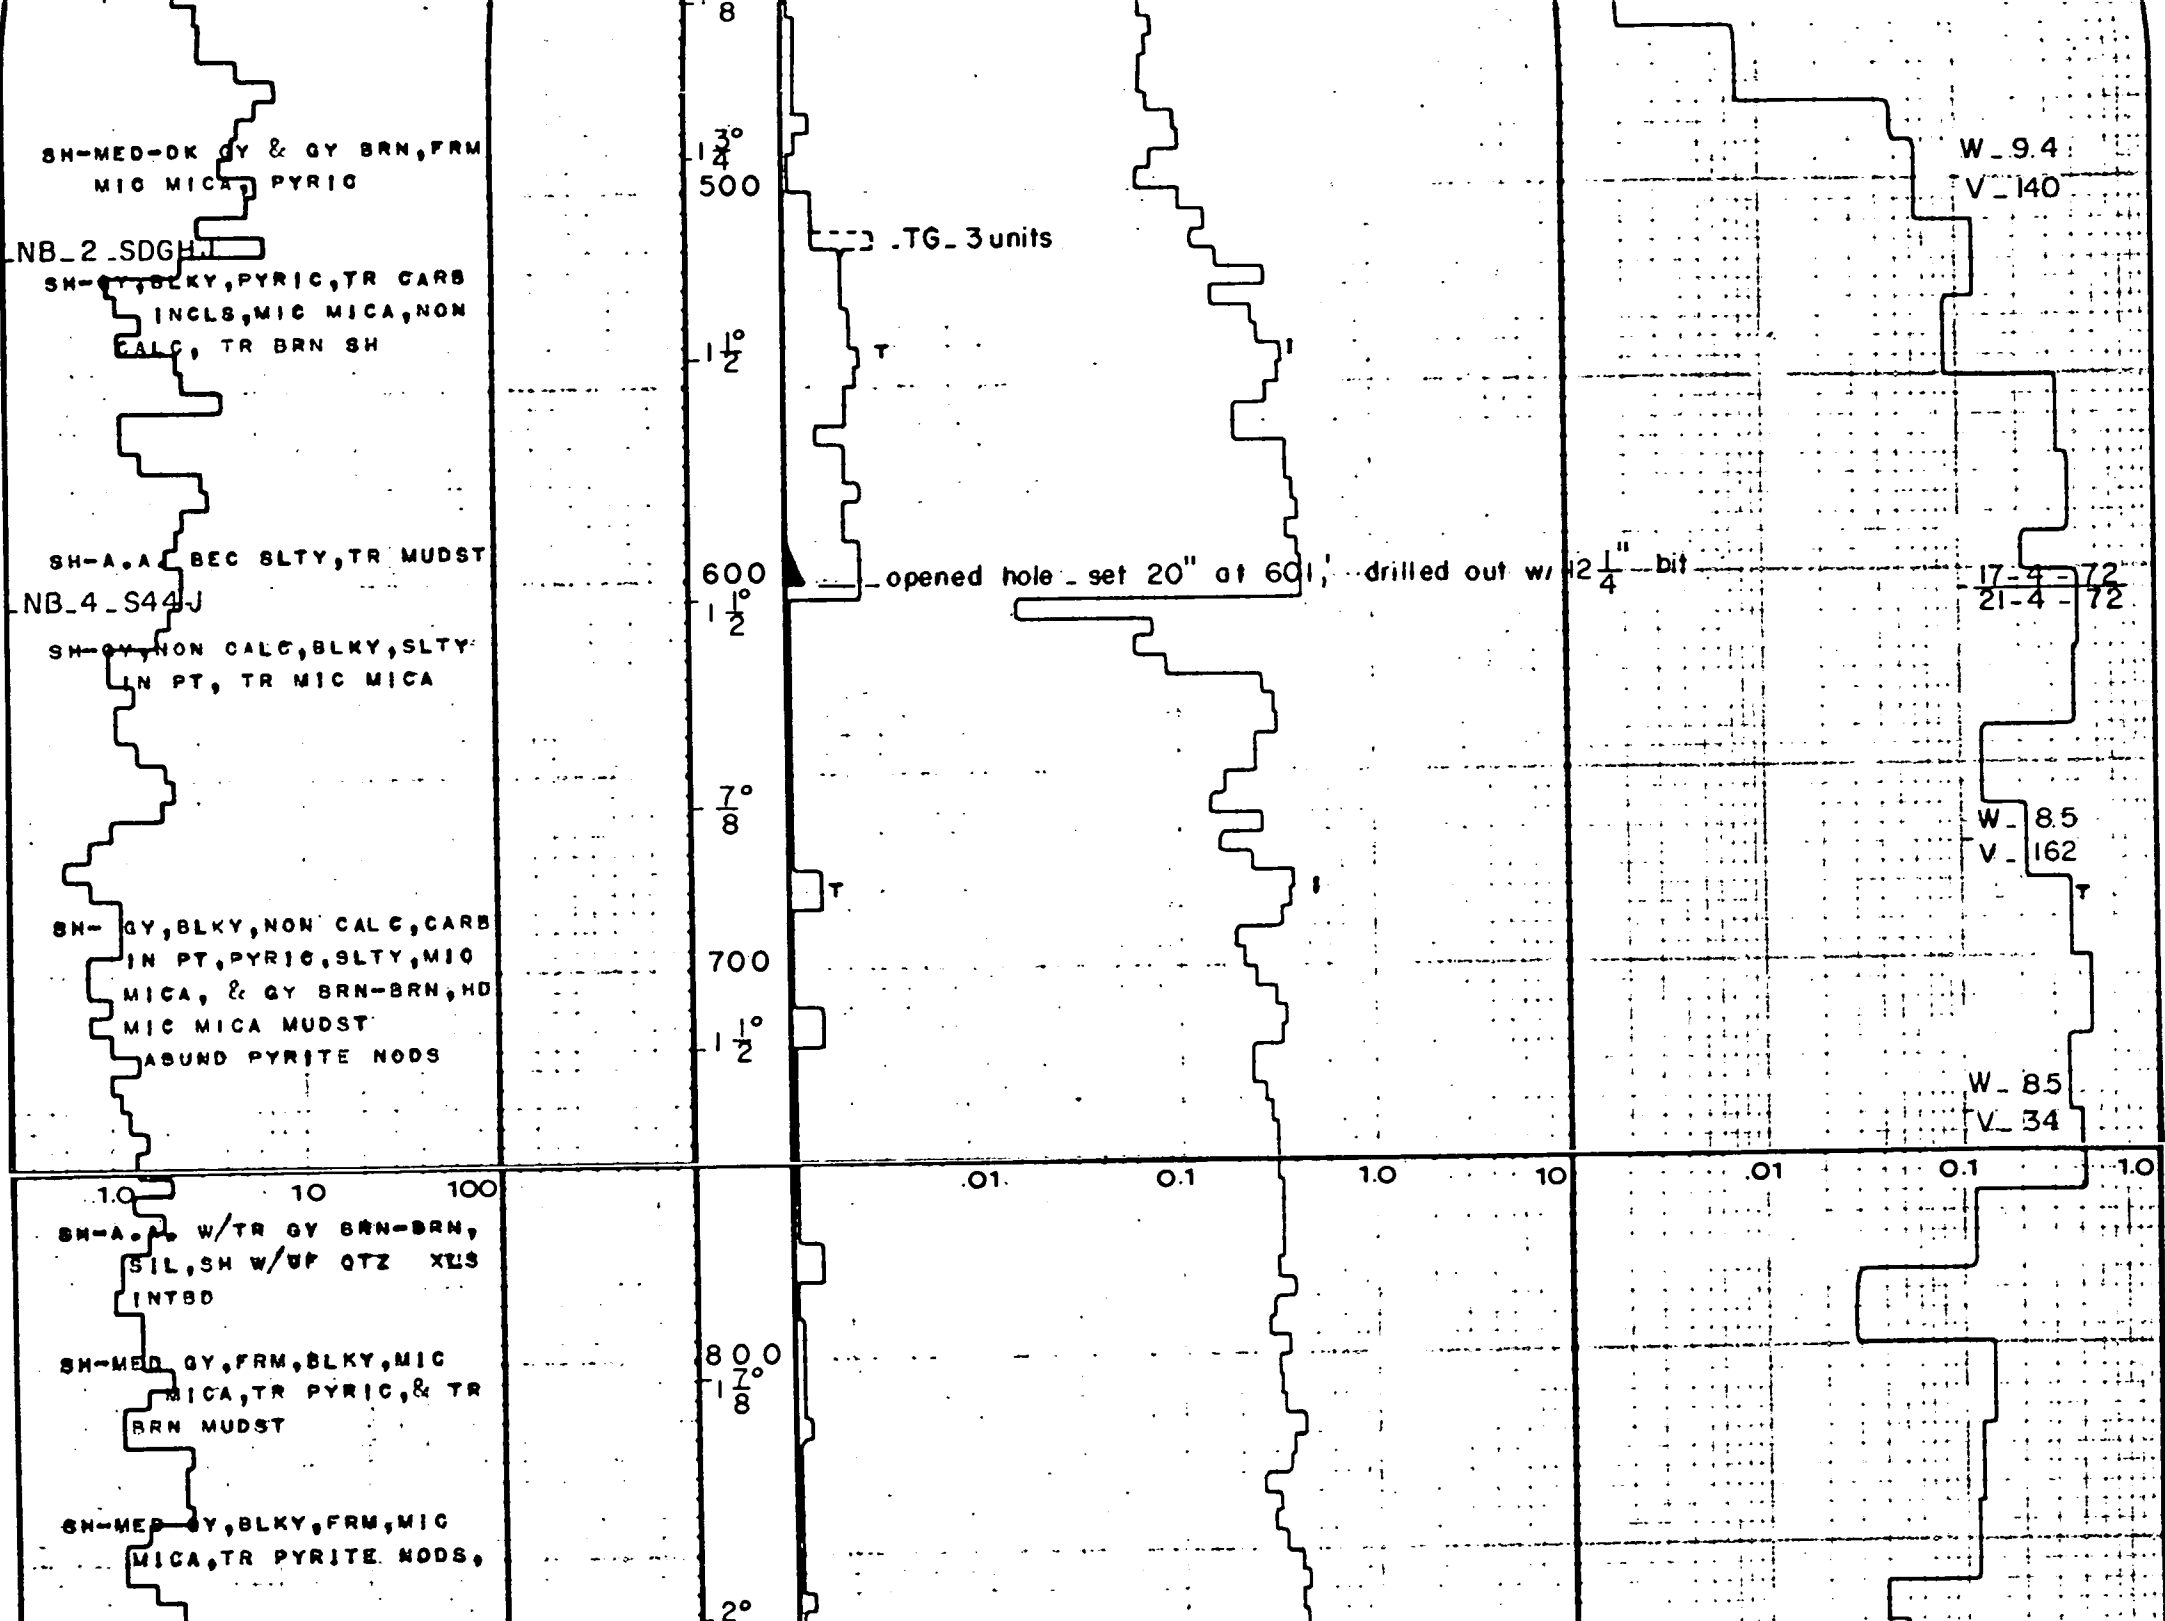 8
SH-MED-DK GY & GY BRN,FRM
MIC MICA, PYRIC
1 3/4°
500
W - 9.4
V - 140
NB-2-SDGHJ
TG - 3 units
SH-GY,BLKY,PYRIC,TR CARB
INCLS,MIC MICA,NON
CALC, TR BRN SH
1 1/2°
T
SH-A.A. BEC SLTY,TR MUDST
600
opened hole - set 20" at 601,' drilled out w/ 12 1/4" bit
17-4-72
21-4-72
NB-4-S44J
1 1/2°
SH-GY,NON CALC,BLKY,SLTY
IN PT, TR MIC MICA
7/8°
W - 8.5
V - 162
T
T
SH- GY,BLKY,NON CALC,CARB
IN PT,PYRIC,SLTY,MIC
700
MICA, & GY BRN-BRN,HD
MIC MICA MUDST
1 1/2°
ABUND PYRITE NODS
W - 8.5
V - 34
1.0 10 100 .01 0.1 1.0 10 .01 0.1 1.0
SH-A.A. W/TR GY BRN-BRN,
SIL,SH W/ QTZ XLS
INTBD
SH-MED GY,FRM,BLKY,MIC
800
MICA,TR PYRIC,& TR
1 7/8°
BRN MUDST
SH-MED GY,BLKY,FRM,MIC
MICA,TR PYRITE NODS,
2°